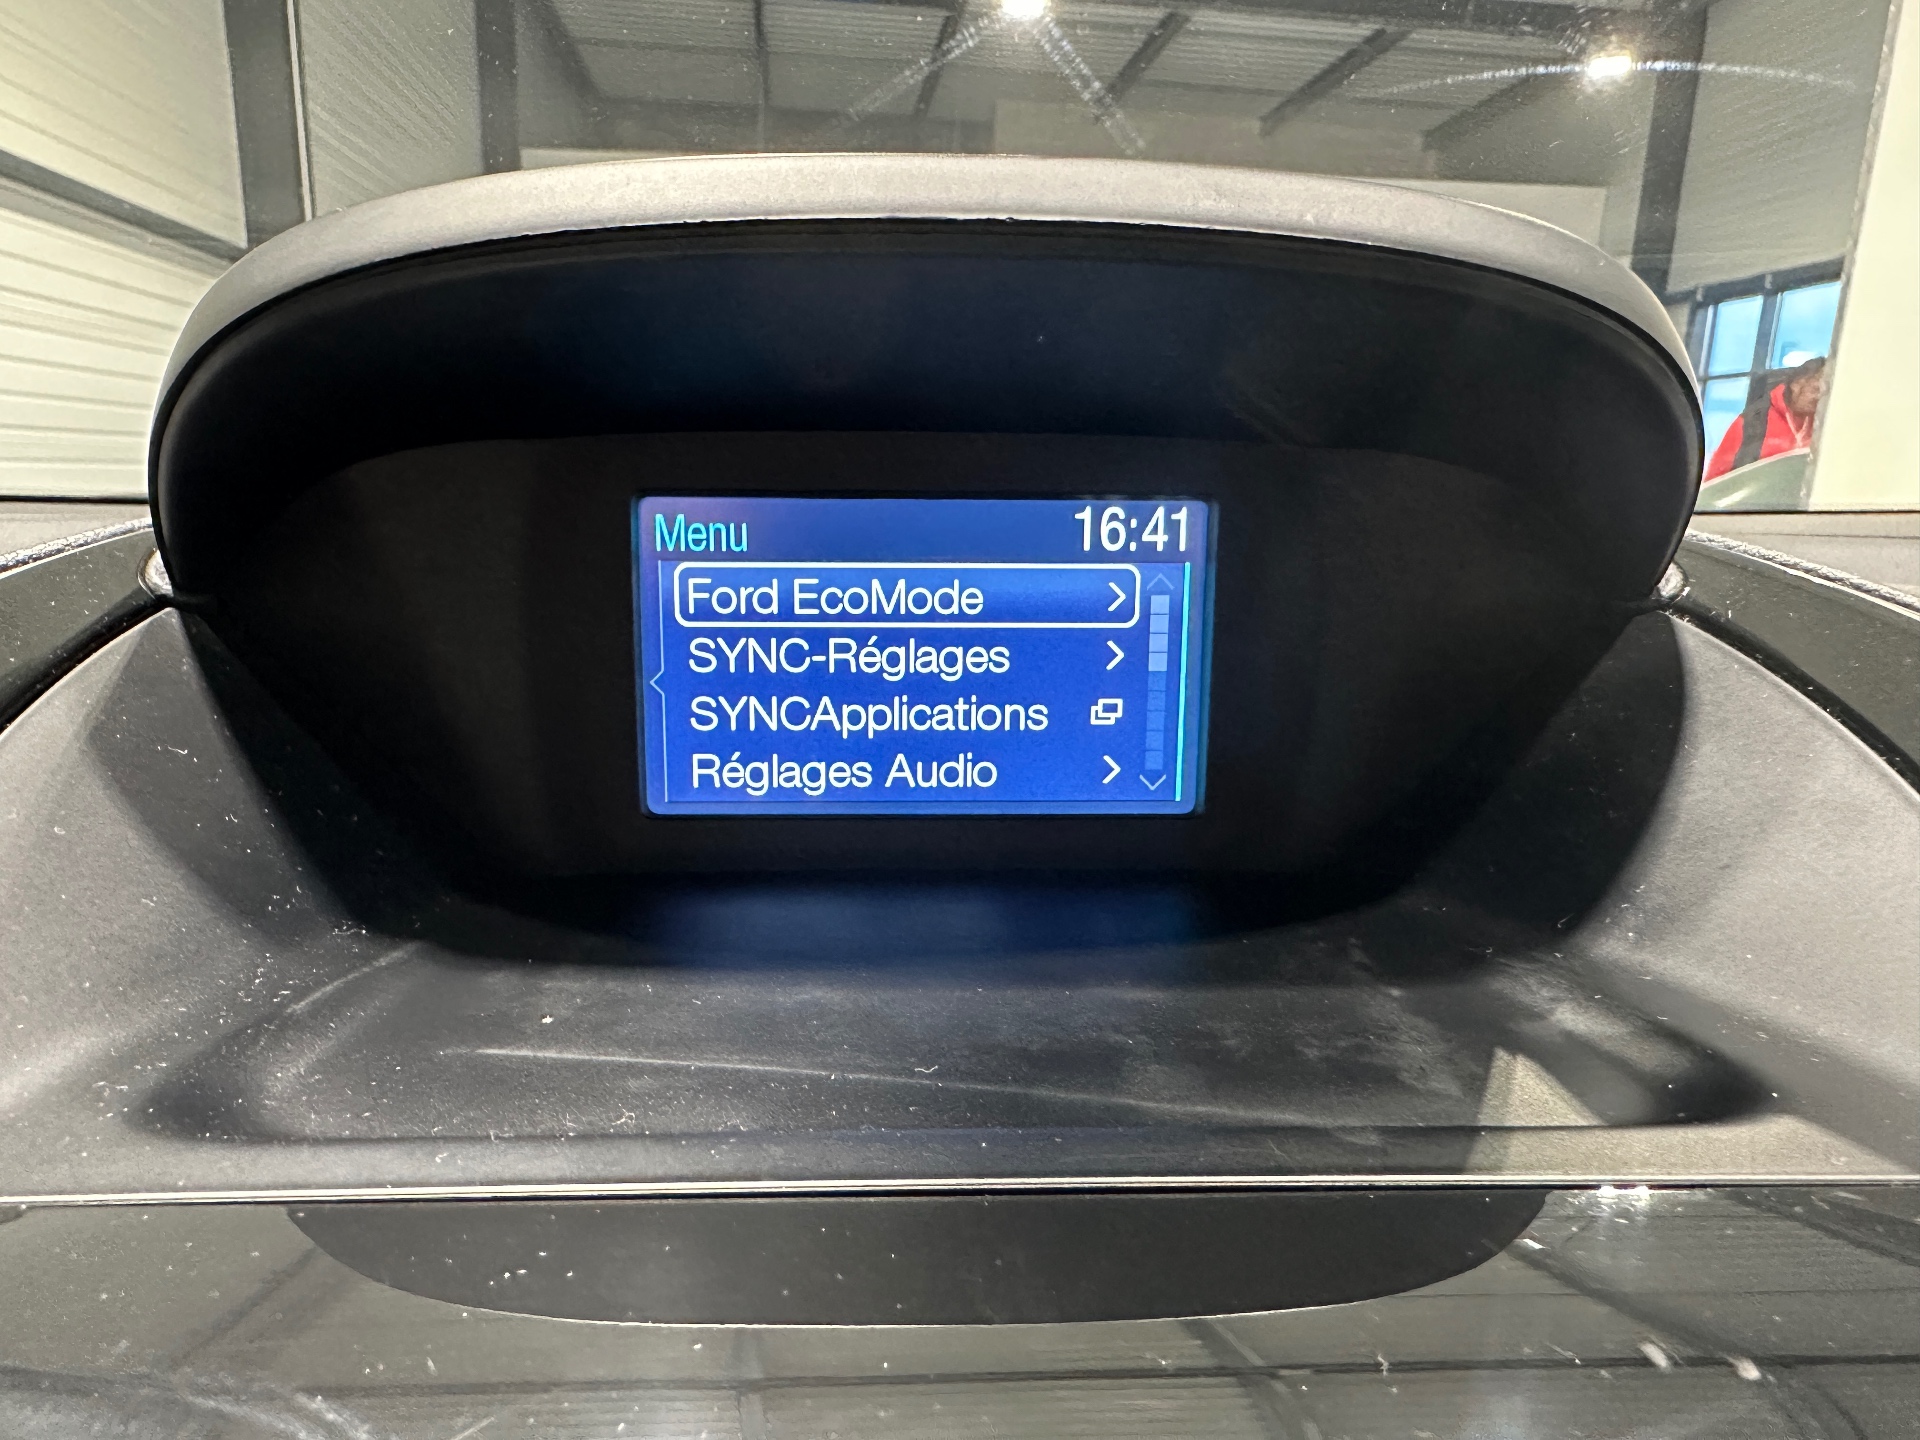 Menu 16:41
Ford EcoMode
SYNC-Réglages
SYNCApplications
Réglages Audio